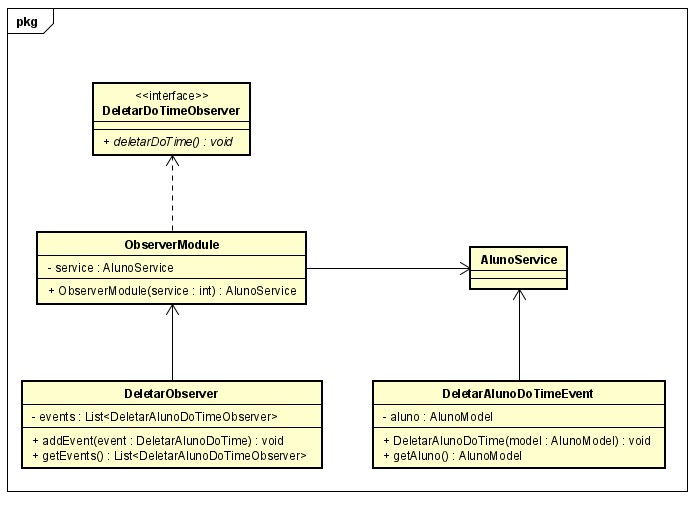 pkg
<<interface>>
DeletarDoTimeObserver
+ deletarDoTime() : void
ObserverModule
- service : AlunoService
+ ObserverModule(service : int) : AlunoService
AlunoService
DeletarObserver
- events : List<DeletarAlunoDoTimeObserver>
+ addEvent(event : DeletarAlunoDoTime) : void
+ getEvents() : List<DeletarAlunoDoTimeObserver>
DeletarAlunoDoTimeEvent
- aluno : AlunoModel
+ DeletarAlunoDoTime(model : AlunoModel) : void
+ getAluno() : AlunoModel